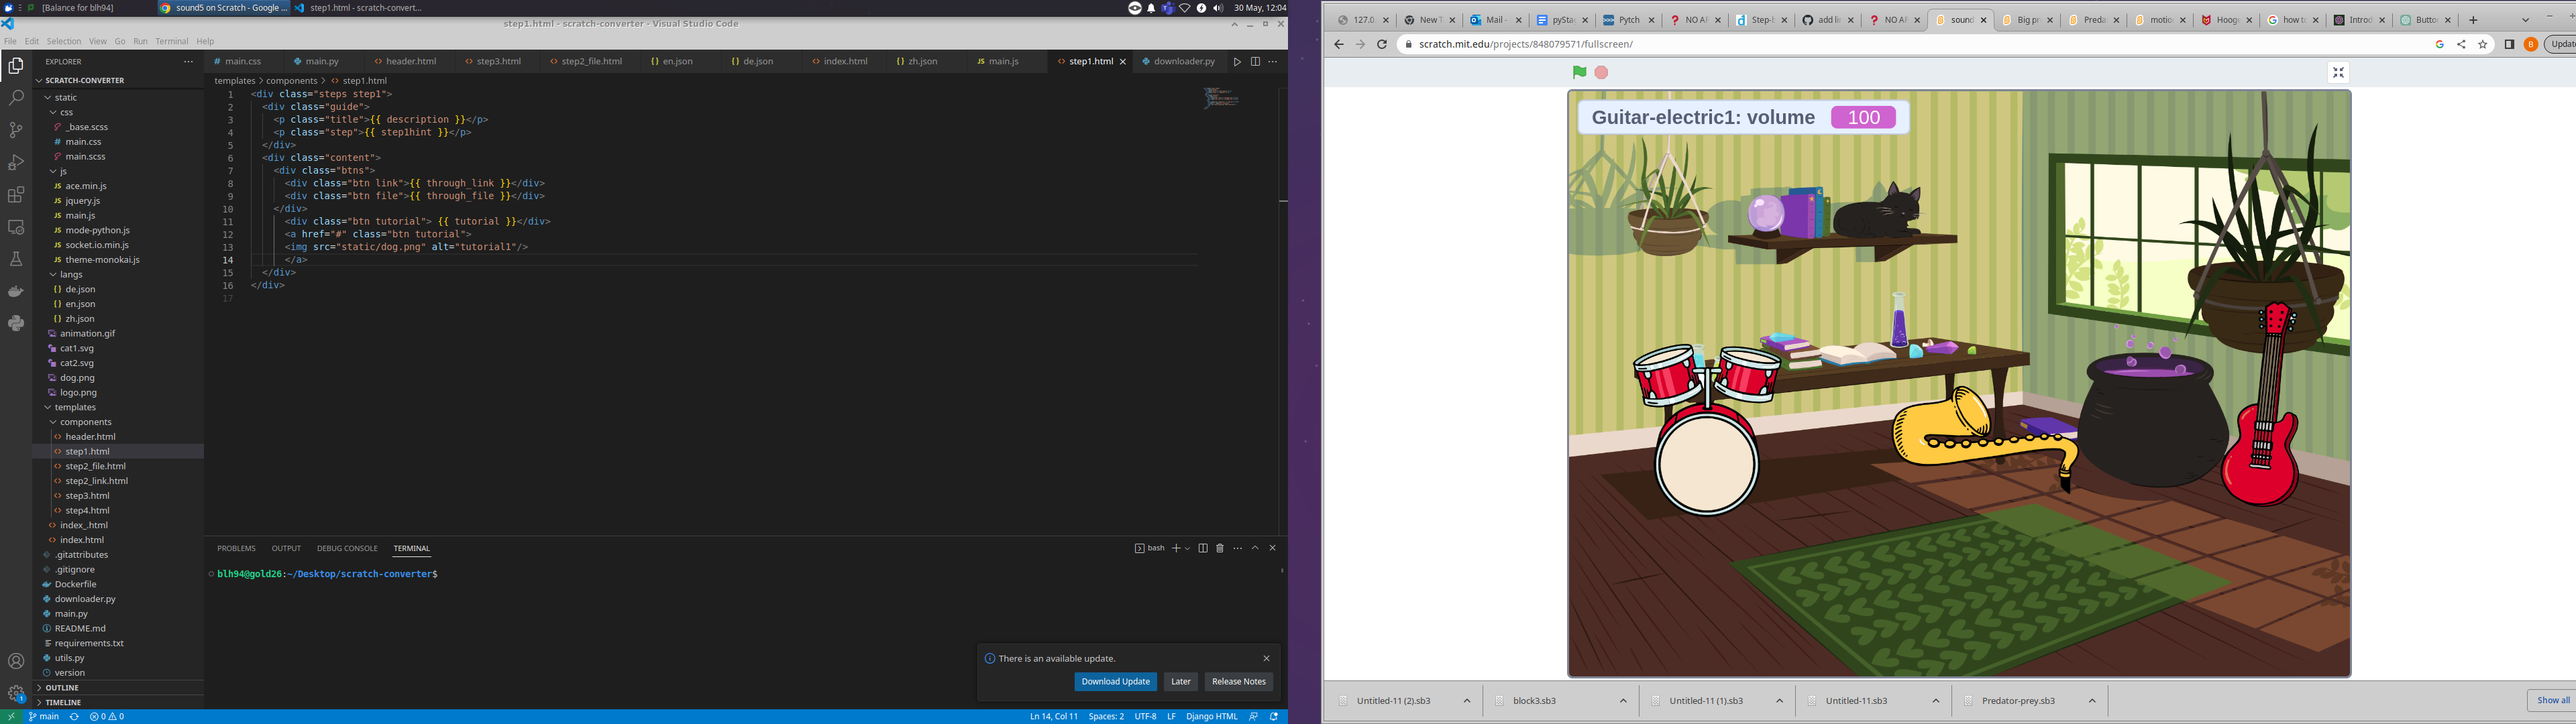 [Balance for blh94]
sound5 on Scratch - Google ...
step1.html - scratch-convert...
30 May, 12:04
step1.html - scratch-converter - Visual Studio Code
File Edit Selection View Go Run Terminal Help
EXPLORER
SCRATCH-CONVERTER
static
css
_base.scss
main.css
main.scss
js
ace.min.js
jquery.js
main.js
mode-python.js
socket.io.min.js
theme-monokai.js
langs
de.json
en.json
zh.json
animation.gif
cat1.svg
cat2.svg
dog.png
logo.png
templates
components
header.html
step1.html
step2_file.html
step2_link.html
step3.html
step4.html
index_.html
index.html
.gitattributes
.gitignore
Dockerfile
downloader.py
main.py
README.md
requirements.txt
utils.py
version
OUTLINE
TIMELINE
main.css main.py header.html step3.html step2_file.html en.json de.json index.html zh.json main.js step1.html downloader.py
templates > components > step1.html
1 <div class="steps step1">
2 <div class="guide">
3 <p class="title">{{ description }}</p>
4 <p class="step">{{ step1hint }}</p>
5 </div>
6 <div class="content">
7 <div class="btns">
8 <div class="btn link">{{ through_link }}</div>
9 <div class="btn file">{{ through_file }}</div>
10 </div>
11 <div class="btn tutorial"> {{ tutorial }}</div>
12 <a href="#" class="btn tutorial">
13 <img src="static/dog.png" alt="tutorial1"/>
14 </a>
15 </div>
16 </div>
17
PROBLEMS OUTPUT DEBUG CONSOLE TERMINAL
bash
blh94@gold26:~/Desktop/scratch-converter$
There is an available update.
Download Update Later Release Notes
main 0 0 Ln 14, Col 11 Spaces: 2 UTF-8 LF Django HTML
127.0. New T Mail - pyStag Pytch NO AP Step-b add lin NO AP sound Big pr Preda motio Hooge how to Introd Butto
scratch.mit.edu/projects/848079571/fullscreen/
B
Update
Guitar-electric1: volume 100
Untitled-11 (2).sb3 block3.sb3 Untitled-11 (1).sb3 Untitled-11.sb3 Predator-prey.sb3 Show all